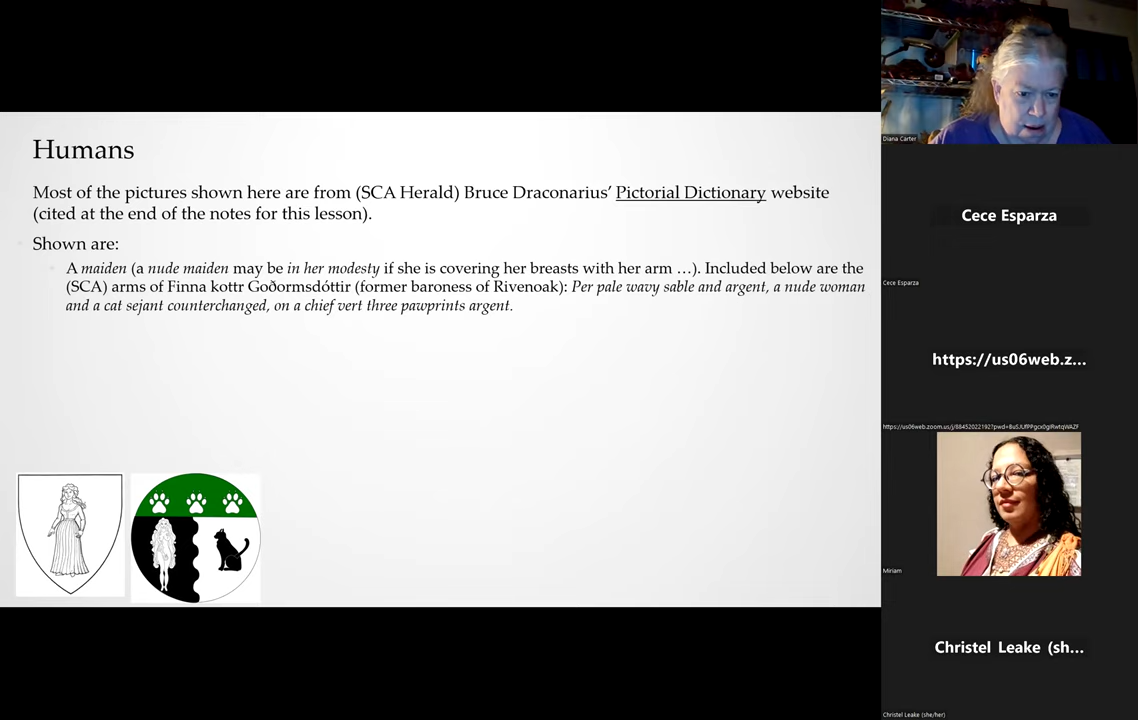 Humans
Most of the pictures shown here are from (SCA Herald) Bruce Draconarius’ Pictorial Dictionary website
(cited at the end of the notes for this lesson).
Shown are:
A maiden (a nude maiden may be in her modesty if she is covering her breasts with her arm …). Included below are the
(SCA) arms of Finna kottr Goðormsdóttir (former baroness of Rivenoak): Per pale wavy sable and argent, a nude woman
and a cat sejant counterchanged, on a chief vert three pawprints argent.
Diana Carter
Cece Esparza
Cece Esparza
https://us06web.z...
Miriam
Christel Leake (sh...
Christel Leake (she/her)